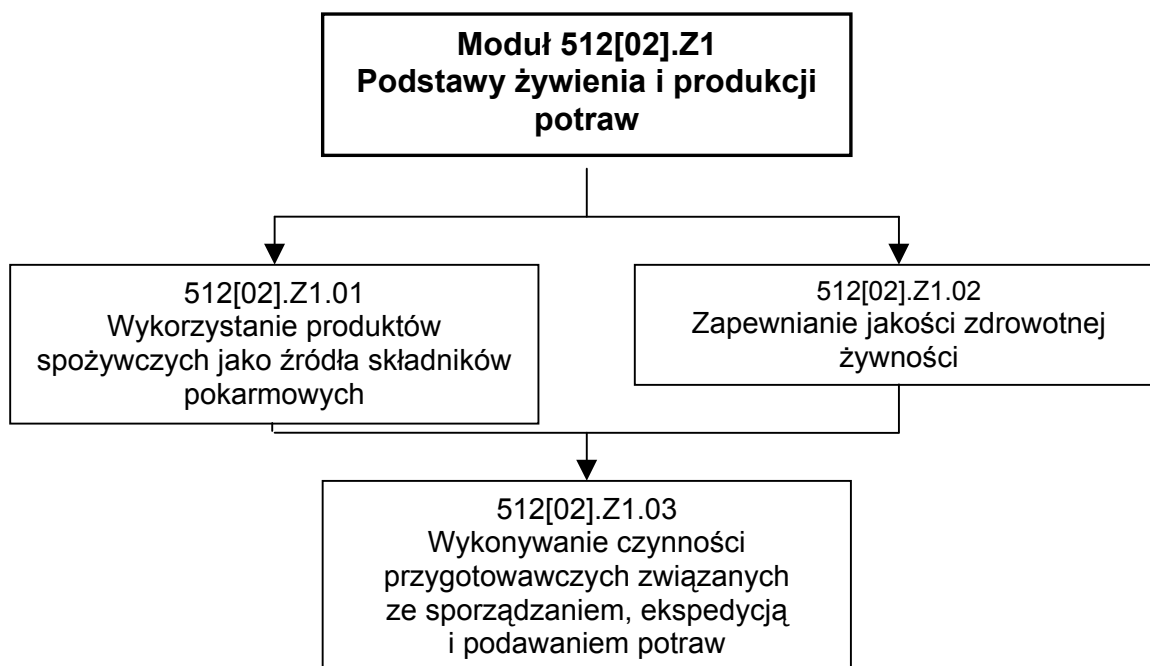 Moduł 512[02].Z1
Podstawy żywienia i produkcji
potraw
512[02].Z1.01
Wykorzystanie produktów
spożywczych jako źródła składników
pokarmowych
512[02].Z1.02
Zapewnianie jakości zdrowotnej
żywności
512[02].Z1.03
Wykonywanie czynności
przygotowawczych związanych
ze sporządzaniem, ekspedycją
i podawaniem potraw